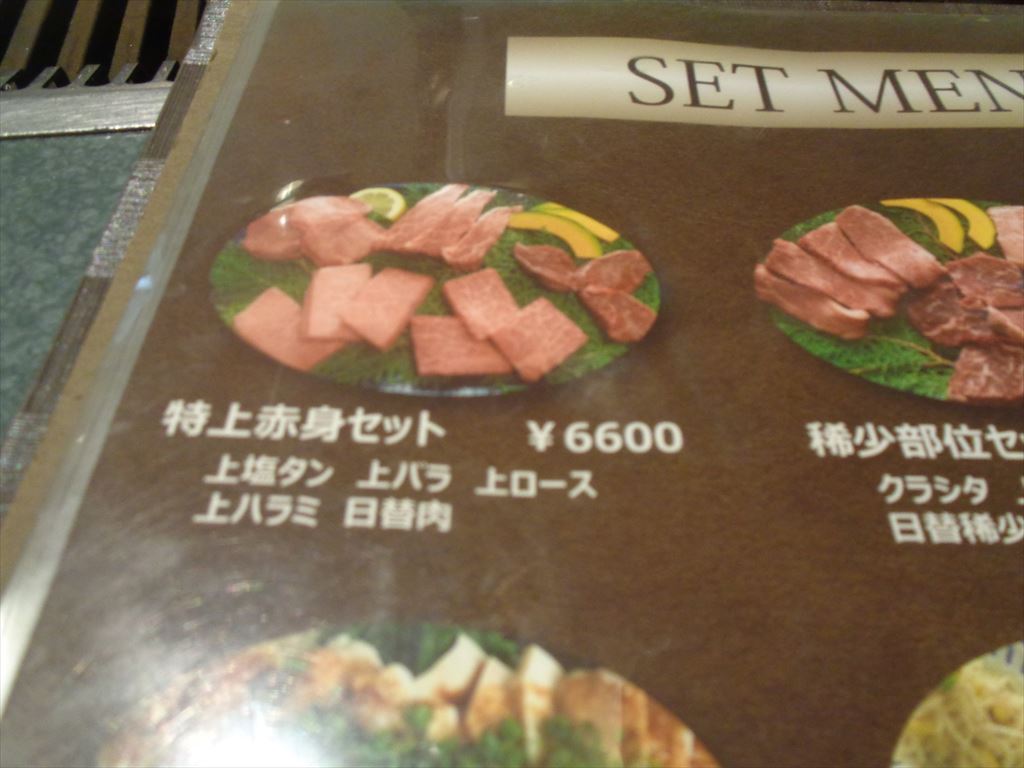 SET MEN
特上赤身セット ￥6600
上塩タン 上バラ 上ロース
上ハラミ 日替肉
稀少部位セ
クラシタ
日替稀少